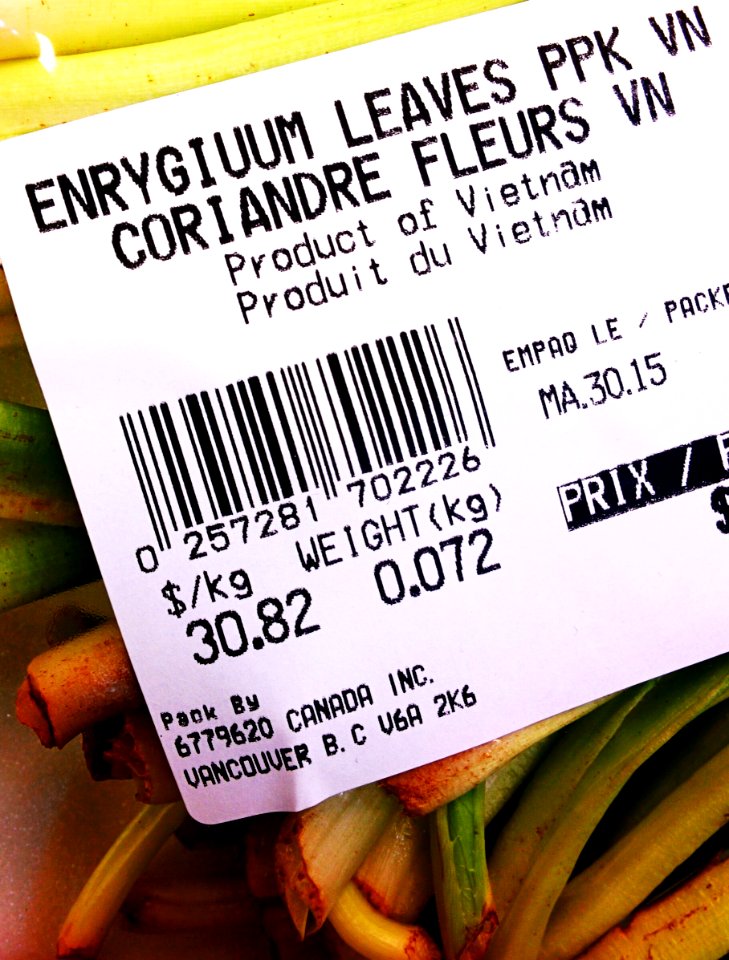 ENRYGIUUM LEAVES PPK VN
CORIANDRE FLEURS VN
Product of Vietnam
Produit du Vietnam
EMPAQ LE / PACKE
MA.30.15
0 257281 702226
PRIX /
$/kg WEIGHT(kg)
30.82 0.072
Pack By
6779620 CANADA INC.
VANCOUVER B.C V6A 2K6